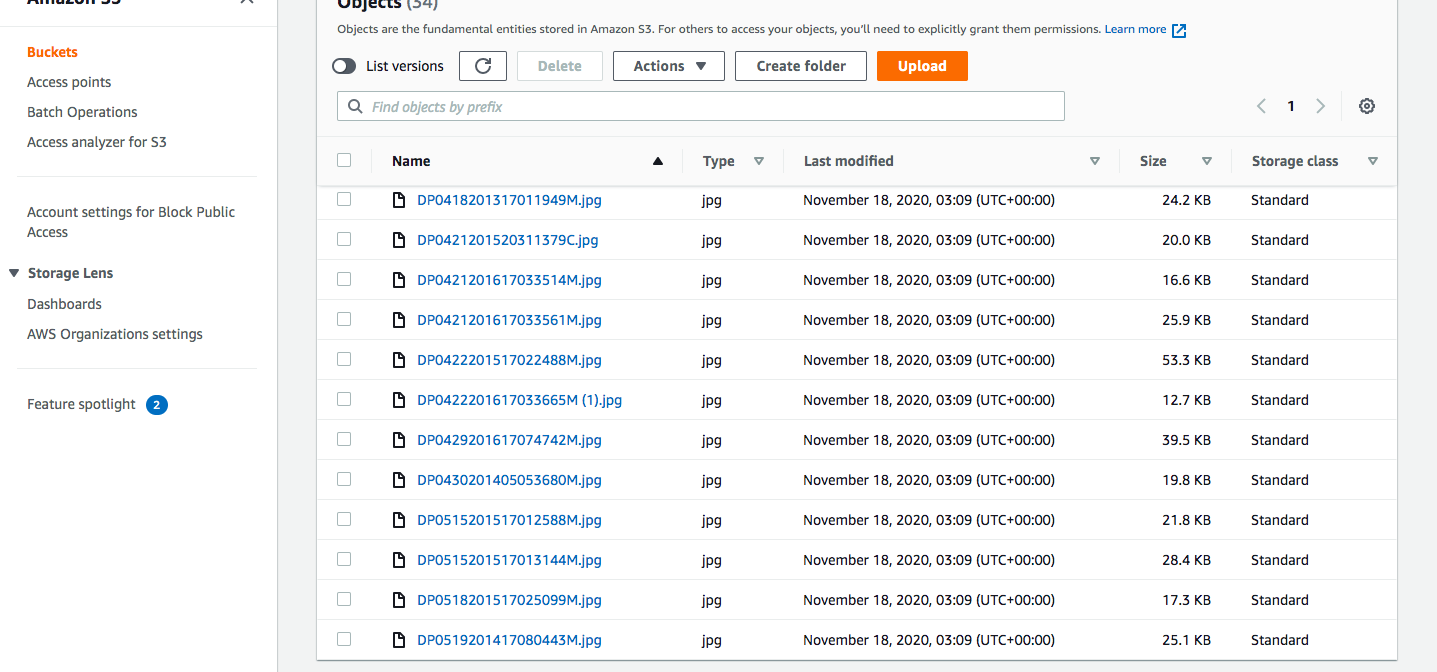 Amazon S3
Buckets
Access points
Batch Operations
Access analyzer for S3
Account settings for Block Public
Access
Storage Lens
Dashboards
AWS Organizations settings
Feature spotlight 2
Objects (34)
Objects are the fundamental entities stored in Amazon S3. For others to access your objects, you'll need to explicitly grant them permissions. Learn more
List versions Delete Actions Create folder Upload
Find objects by prefix 1
Name Type Last modified Size Storage class
DP0418201317011949M.jpg jpg November 18, 2020, 03:09 (UTC+00:00) 24.2 KB Standard
DP0421201520311379C.jpg jpg November 18, 2020, 03:09 (UTC+00:00) 20.0 KB Standard
DP0421201617033514M.jpg jpg November 18, 2020, 03:09 (UTC+00:00) 16.6 KB Standard
DP0421201617033561M.jpg jpg November 18, 2020, 03:09 (UTC+00:00) 25.9 KB Standard
DP0422201517022488M.jpg jpg November 18, 2020, 03:09 (UTC+00:00) 53.3 KB Standard
DP0422201617033665M (1).jpg jpg November 18, 2020, 03:09 (UTC+00:00) 12.7 KB Standard
DP0429201617074742M.jpg jpg November 18, 2020, 03:09 (UTC+00:00) 39.5 KB Standard
DP0430201405053680M.jpg jpg November 18, 2020, 03:09 (UTC+00:00) 19.8 KB Standard
DP0515201517012588M.jpg jpg November 18, 2020, 03:09 (UTC+00:00) 21.8 KB Standard
DP0515201517013144M.jpg jpg November 18, 2020, 03:09 (UTC+00:00) 28.4 KB Standard
DP0518201517025099M.jpg jpg November 18, 2020, 03:09 (UTC+00:00) 17.3 KB Standard
DP0519201417080443M.jpg jpg November 18, 2020, 03:09 (UTC+00:00) 25.1 KB Standard